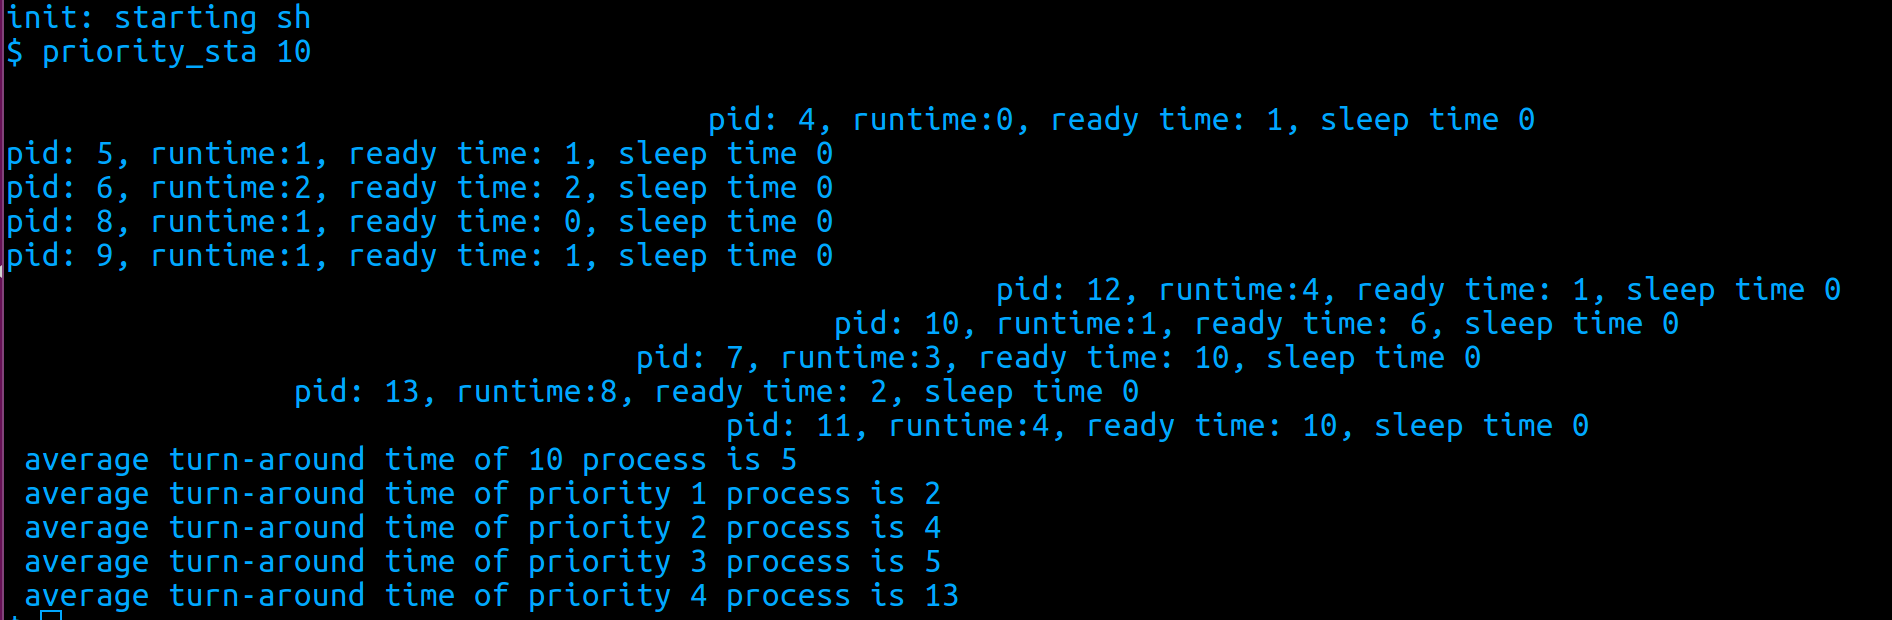 init: starting sh
$ priority_sta 10
pid: 4, runtime:0, ready time: 1, sleep time 0
pid: 5, runtime:1, ready time: 1, sleep time 0
pid: 6, runtime:2, ready time: 2, sleep time 0
pid: 8, runtime:1, ready time: 0, sleep time 0
pid: 9, runtime:1, ready time: 1, sleep time 0
pid: 12, runtime:4, ready time: 1, sleep time 0
pid: 10, runtime:1, ready time: 6, sleep time 0
pid: 7, runtime:3, ready time: 10, sleep time 0
pid: 13, runtime:8, ready time: 2, sleep time 0
pid: 11, runtime:4, ready time: 10, sleep time 0
average turn-around time of 10 process is 5
average turn-around time of priority 1 process is 2
average turn-around time of priority 2 process is 4
average turn-around time of priority 3 process is 5
average turn-around time of priority 4 process is 13